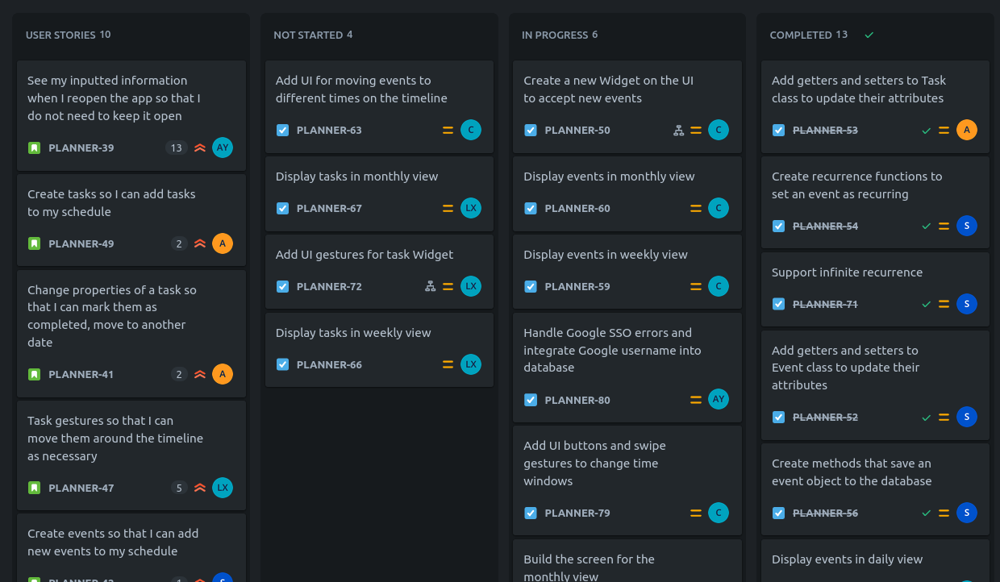 USER STORIES 10
See my inputted information
when I reopen the app so that I
do not need to keep it open
PLANNER-39 13 AY
Create tasks so I can add tasks
to my schedule
PLANNER-49 2 A
Change properties of a task so
that I can mark them as
completed, move to another
date
PLANNER-41 2 A
Task gestures so that I can
move them around the timeline
as necessary
PLANNER-47 5 LX
Create events so that I can add
new events to my schedule
NOT STARTED 4
Add UI for moving events to
different times on the timeline
PLANNER-63 C
Display tasks in monthly view
PLANNER-67 LX
Add UI gestures for task Widget
PLANNER-72 LX
Display tasks in weekly view
PLANNER-66 LX
IN PROGRESS 6
Create a new Widget on the UI
to accept new events
PLANNER-50 C
Display events in monthly view
PLANNER-60 C
Display events in weekly view
PLANNER-59 C
Handle Google SSO errors and
integrate Google username into
database
PLANNER-80 AY
Add UI buttons and swipe
gestures to change time
windows
PLANNER-79 C
Build the screen for the
monthly view
COMPLETED 13
Add getters and setters to Task
class to update their attributes
PLANNER-53 A
Create recurrence functions to
set an event as recurring
PLANNER-54 S
Support infinite recurrence
PLANNER-71 S
Add getters and setters to
Event class to update their
attributes
PLANNER-52 S
Create methods that save an
event object to the database
PLANNER-56 S
Display events in daily view